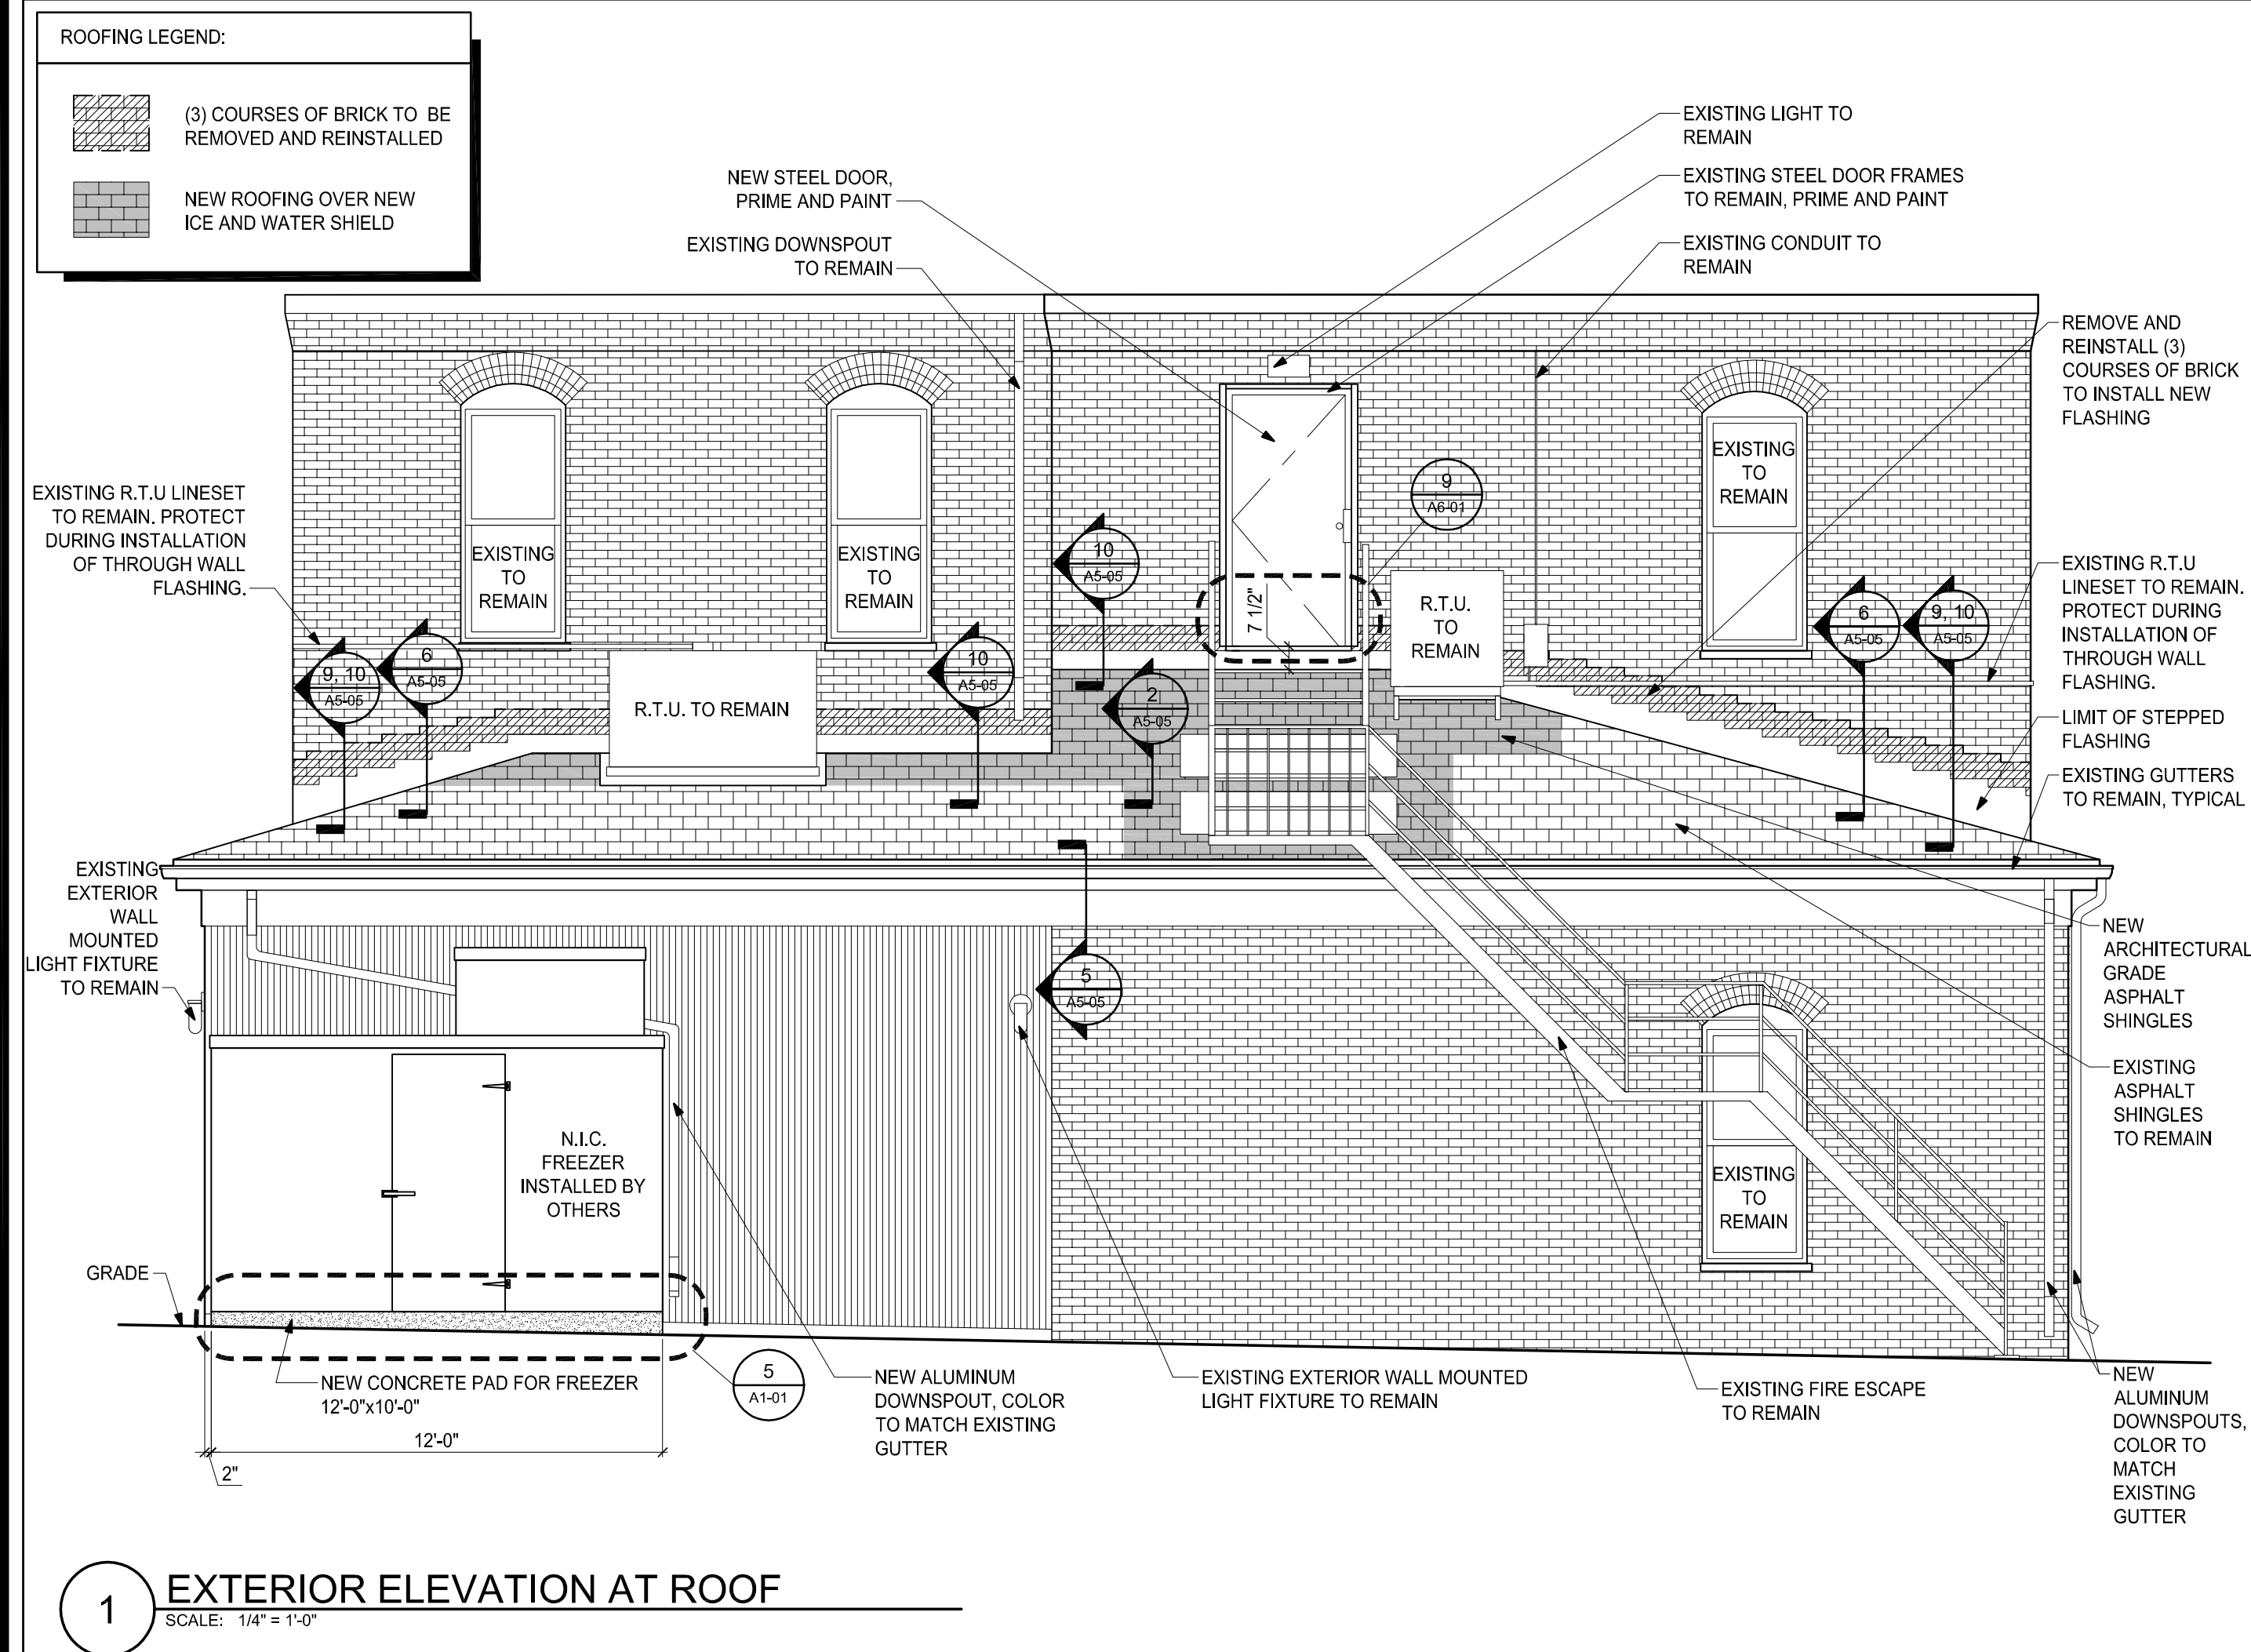 ROOFING LEGEND:
(3) COURSES OF BRICK TO BE
REMOVED AND REINSTALLED
NEW ROOFING OVER NEW
ICE AND WATER SHIELD
NEW STEEL DOOR,
PRIME AND PAINT
EXISTING DOWNSPOUT
TO REMAIN
EXISTING LIGHT TO
REMAIN
EXISTING STEEL DOOR FRAMES
TO REMAIN, PRIME AND PAINT
EXISTING CONDUIT TO
REMAIN
REMOVE AND
REINSTALL (3)
COURSES OF BRICK
TO INSTALL NEW
FLASHING
EXISTING R.T.U LINESET
TO REMAIN. PROTECT
DURING INSTALLATION
OF THROUGH WALL
FLASHING.
EXISTING
TO
REMAIN
EXISTING
TO
REMAIN
EXISTING
TO
REMAIN
9
A6-01
10
A5-05
7 1/2"
R.T.U.
TO
REMAIN
6
A5-05
9, 10
A5-05
EXISTING R.T.U
LINESET TO REMAIN.
PROTECT DURING
INSTALLATION OF
THROUGH WALL
FLASHING.
9, 10
A5-05
6
A5-05
R.T.U. TO REMAIN
10
A5-05
2
A5-05
LIMIT OF STEPPED
FLASHING
EXISTING GUTTERS
TO REMAIN, TYPICAL
EXISTING
EXTERIOR
WALL
MOUNTED
LIGHT FIXTURE
TO REMAIN
5
A5-05
NEW
ARCHITECTURAL
GRADE
ASPHALT
SHINGLES
EXISTING
ASPHALT
SHINGLES
TO REMAIN
N.I.C.
FREEZER
INSTALLED BY
OTHERS
EXISTING
TO
REMAIN
GRADE
NEW CONCRETE PAD FOR FREEZER
12'-0"x10'-0"
12'-0"
2"
5
A1-01
NEW ALUMINUM
DOWNSPOUT, COLOR
TO MATCH EXISTING
GUTTER
EXISTING EXTERIOR WALL MOUNTED
LIGHT FIXTURE TO REMAIN
EXISTING FIRE ESCAPE
TO REMAIN
NEW
ALUMINUM
DOWNSPOUTS,
COLOR TO
MATCH
EXISTING
GUTTER
1
EXTERIOR ELEVATION AT ROOF
SCALE: 1/4" = 1'-0"